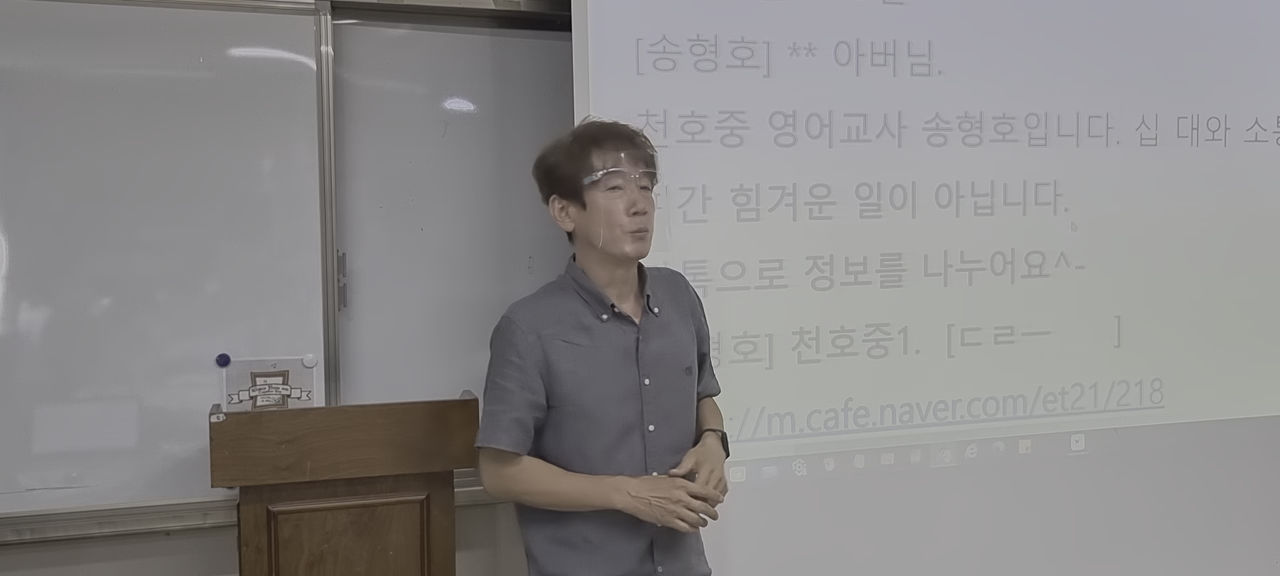 [송형호] ** 아버님.
천호중 영어교사 송형호입니다. 십 대와 소통
간 힘겨운 일이 아닙니다.
톡으로 정보를 나누어요^-
형호] 천호중1. [ㄷㄹㅡ ]
://m.cafe.naver.com/et21/218